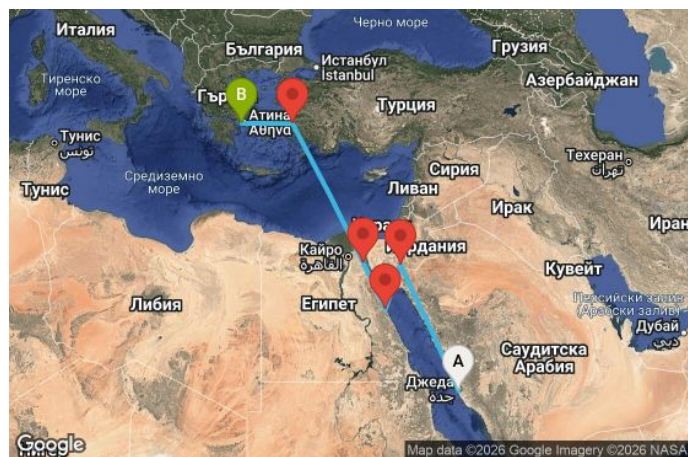 Черно море
Италия
България
Грузия
Истанбул
İstanbul
Тиренско
море
Азербайджан
B
Атина
Αθήνα
Турция
Тунис
تونس
Техеран
تهران
Средиземно
море
Сирия
Ливан
Тунис
Ирак
Кайро
القاهرة
Иран
Кувейт
Египет
Либия
Персийски залив
(Арабски залив)
Дубай
دبي
A
Саудитска
Арабия
Джеда
جدة
Google
Map data ©2026 Google Imagery ©2026 NASA